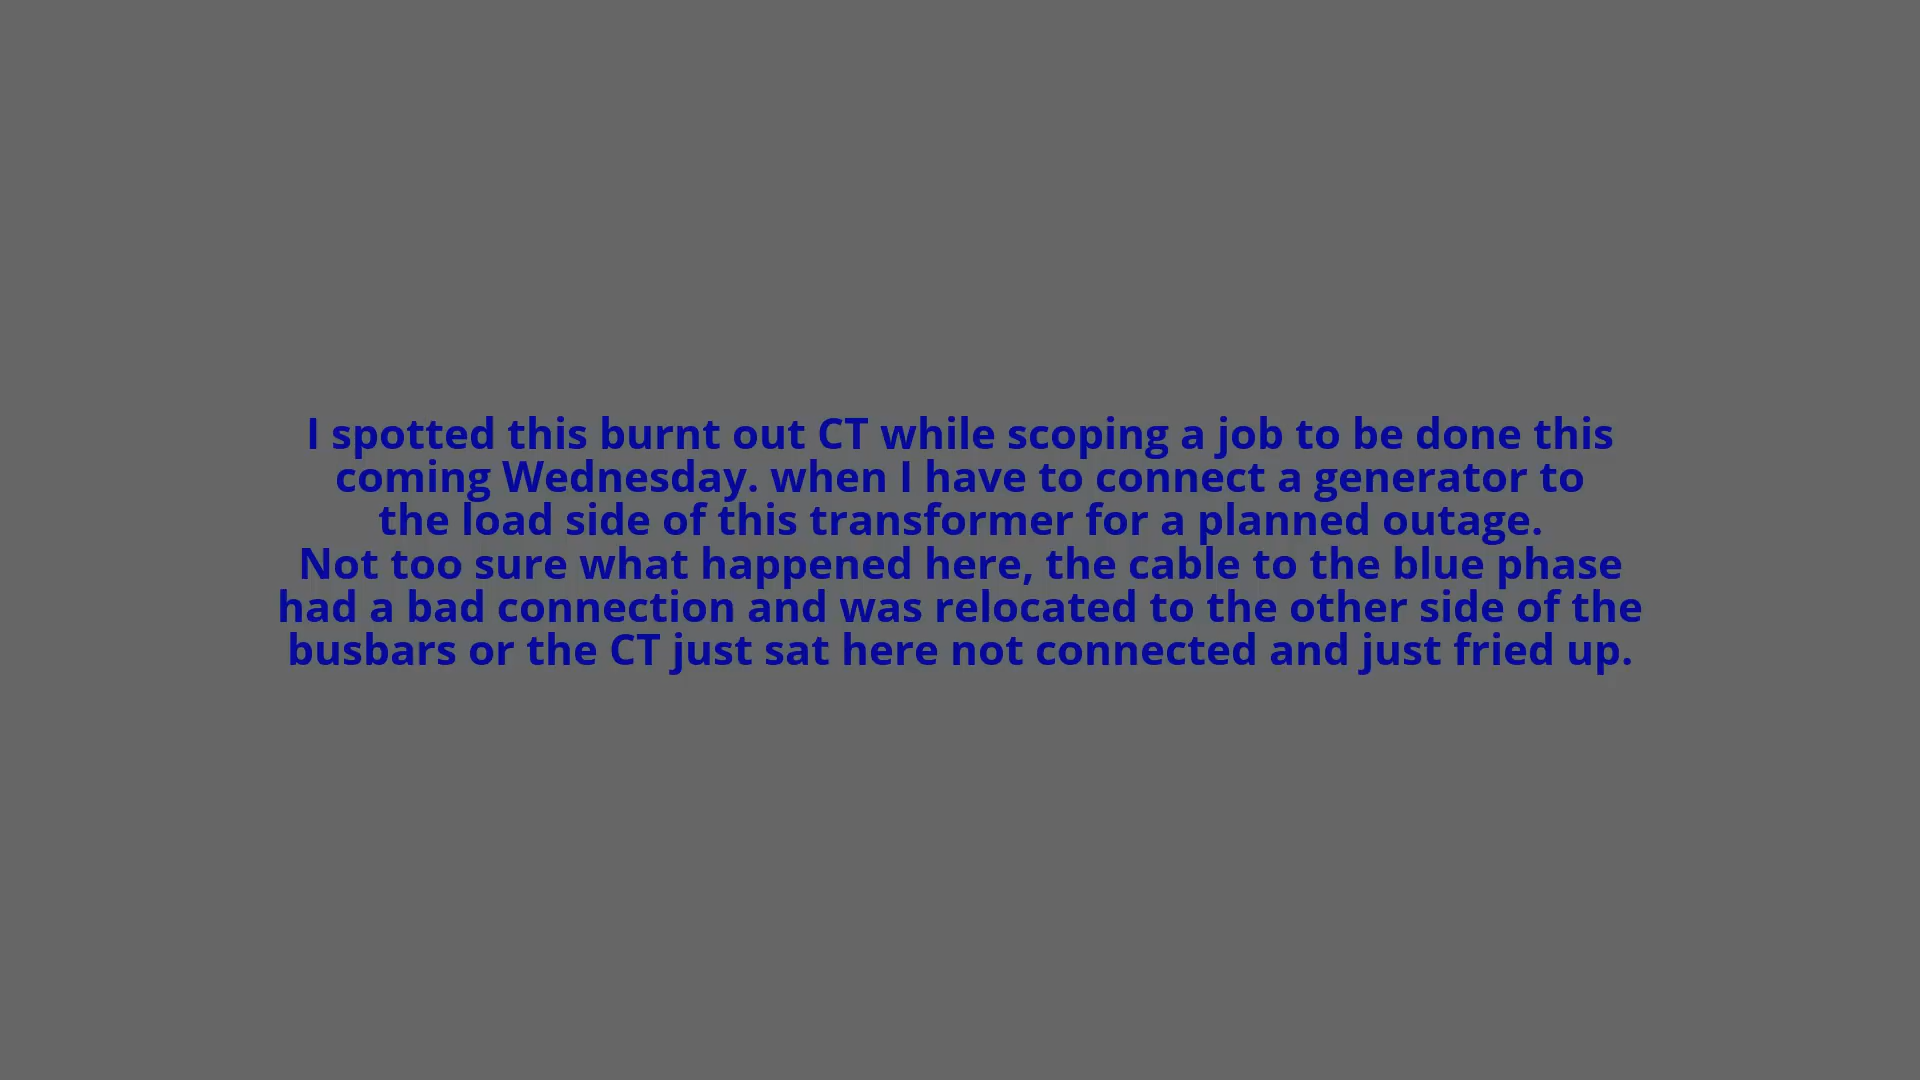 I spotted this burnt out CT while scoping a job to be done this
coming Wednesday. when I have to connect a generator to
the load side of this transformer for a planned outage.
Not too sure what happened here, the cable to the blue phase
had a bad connection and was relocated to the other side of the
busbars or the CT just sat here not connected and just fried up.